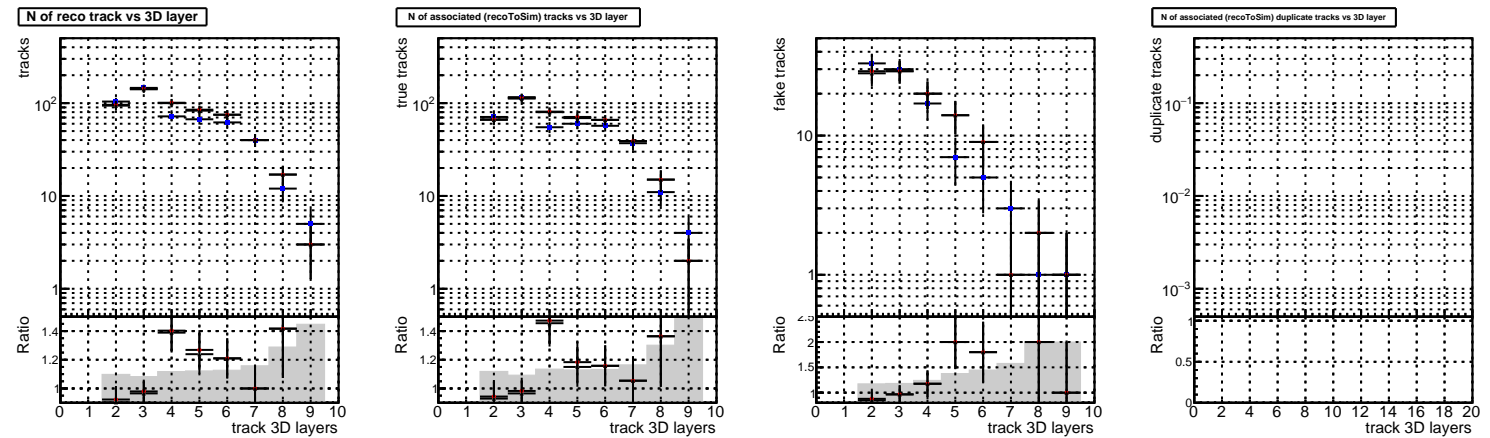 N of reco track vs 3D layer
tracks
10²
10
1
Ratio
1.4
1.2
1
0 1 2 3 4 5 6 7 8 9 10
track 3D layers
N of associated (recoToSim) tracks vs 3D layer
true tracks
10²
10
1
Ratio
1.4
1.2
1
0 1 2 3 4 5 6 7 8 9 10
track 3D layers
fake tracks
10
1
Ratio
2.5
2
1.5
1
0 1 2 3 4 5 6 7 8 9 10
track 3D layers
N of associated (recoToSim) duplicate tracks vs 3D layer
duplicate tracks
10⁻¹
10⁻²
10⁻³
Ratio
1
0.5
0
0 2 4 6 8 10 12 14 16 18 20
track 3D layers